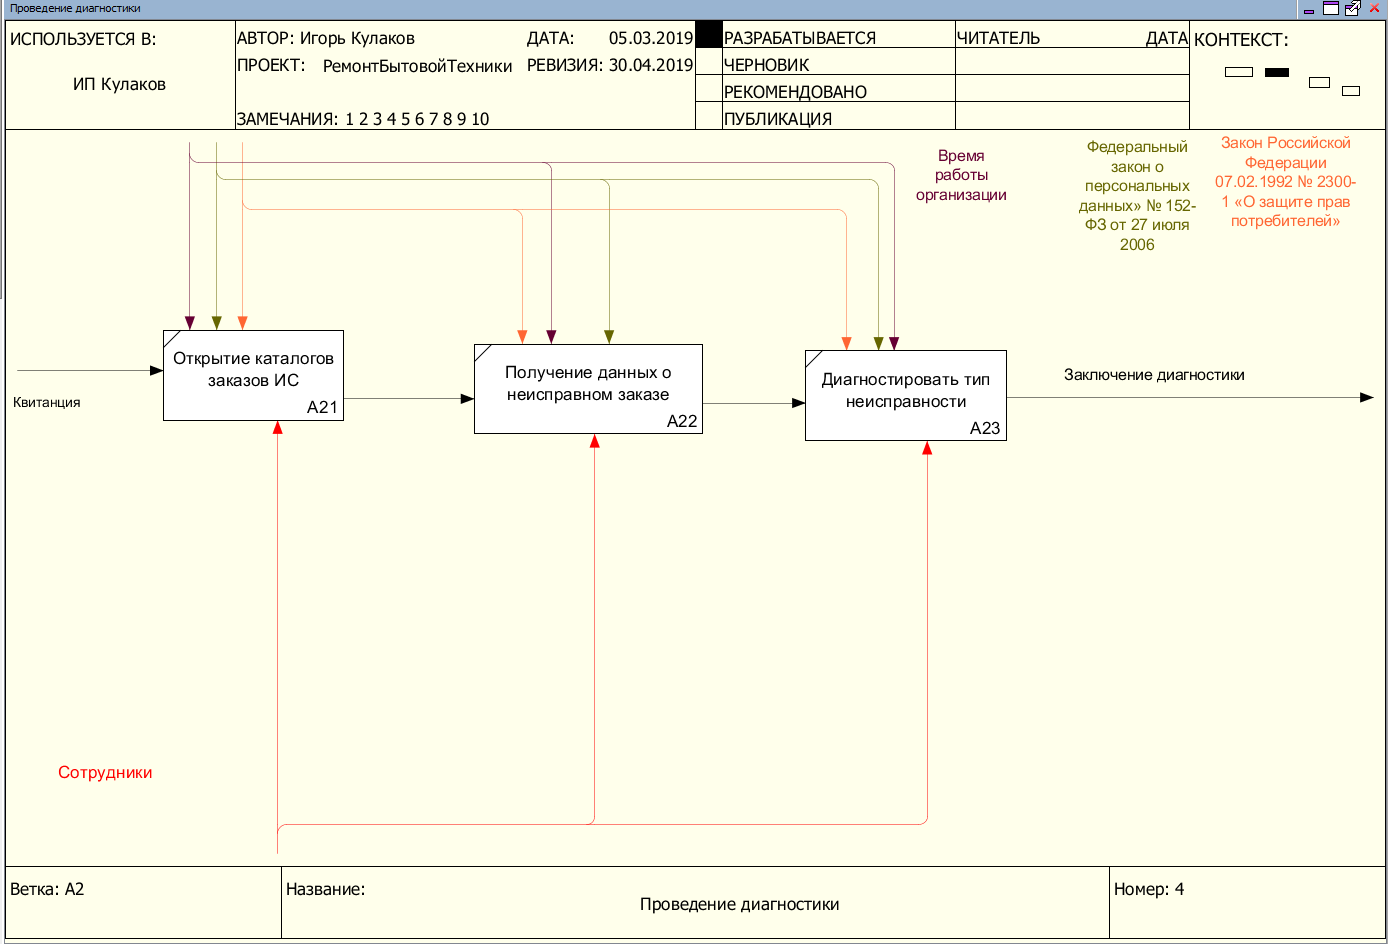 Проведение диагностики
ИСПОЛЬЗУЕТСЯ В:
ИП Кулаков
АВТОР: Игорь Кулаков
ДАТА: 05.03.2019
ПРОЕКТ: РемонтБытовойТехники
РЕВИЗИЯ: 30.04.2019
ЗАМЕЧАНИЯ: 1 2 3 4 5 6 7 8 9 10
РАЗРАБАТЫВАЕТСЯ
ЧЕРНОВИК
РЕКОМЕНДОВАНО
ПУБЛИКАЦИЯ
ЧИТАТЕЛЬ
ДАТА
КОНТЕКСТ:
Время
работы
организации
Федеральный
закон о
персональных
данных» № 152-
ФЗ от 27 июля
2006
Закон Российской
Федерации
07.02.1992 № 2300-
1 «О защите прав
потребителей»
Квитанция
Открытие каталогов
заказов ИС
A21
Получение данных о
неисправном заказе
A22
Диагностировать тип
неисправности
A23
Заключение диагностики
Сотрудники
Ветка: A2
Название:
Проведение диагностики
Номер: 4